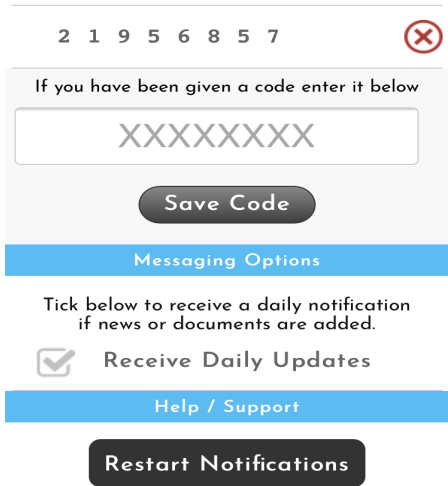 2 1 9 5 6 8 5 7
If you have been given a code enter it below
XXXXXXXX
Save Code
Messaging Options
Tick below to receive a daily notification
if news or documents are added.
Receive Daily Updates
Help / Support
Restart Notifications